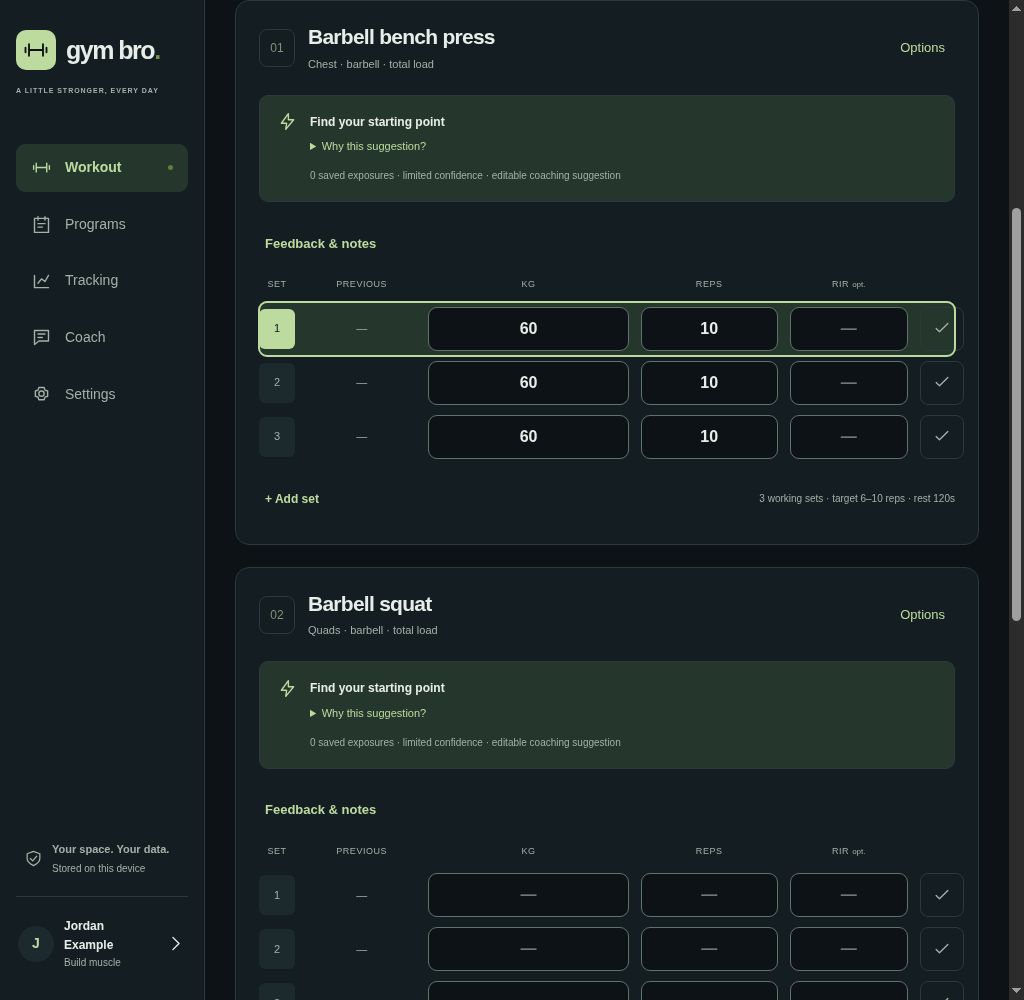 gym bro.
A LITTLE STRONGER, EVERY DAY
Workout
Programs
Tracking
Coach
Settings
Your space. Your data.
Stored on this device
J
Jordan
Example
Build muscle
01
Barbell bench press
Chest · barbell · total load
Options
Find your starting point
Why this suggestion?
0 saved exposures · limited confidence · editable coaching suggestion
Feedback & notes
SET PREVIOUS KG REPS RIR opt.
1 — 60 10 —
2 — 60 10 —
3 — 60 10 —
+ Add set
3 working sets · target 6–10 reps · rest 120s
02
Barbell squat
Quads · barbell · total load
Options
Find your starting point
Why this suggestion?
0 saved exposures · limited confidence · editable coaching suggestion
Feedback & notes
SET PREVIOUS KG REPS RIR opt.
1 — — — —
2 — — — —